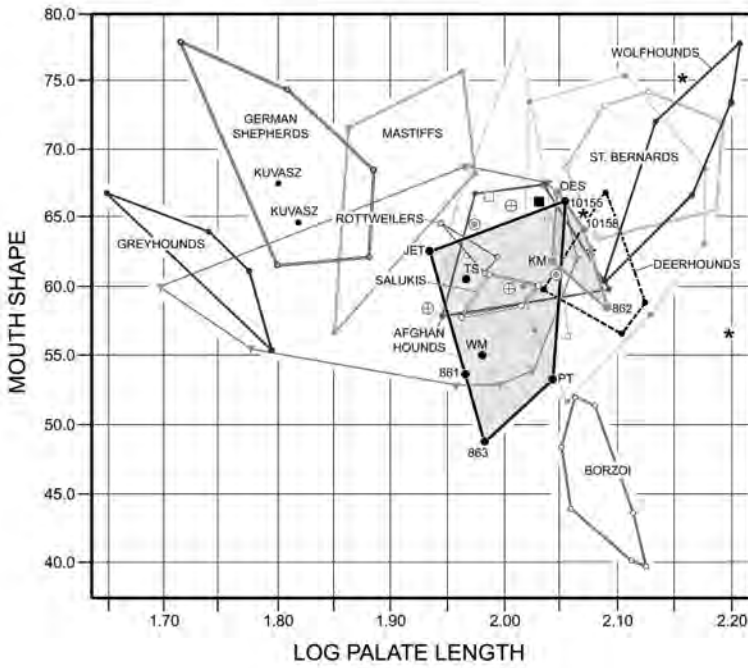 80.0
75.0
70.0
65.0
60.0
55.0
50.0
45.0
40.0
MOUTH SHAPE
WOLFHOUNDS
GERMAN
SHEPHERDS
MASTIFFS
KUVASZ
KUVASZ
ST. BERNARDS
OES
10155
10158
ROTTWEILERS
GREYHOUNDS
JET
TS
KM
DEERHOUNDS
SALUKIS
862
AFGHAN
HOUNDS
WM
861
PT
863
BORZOI
1.70
1.80
1.90
2.00
2.10
2.20
LOG PALATE LENGTH